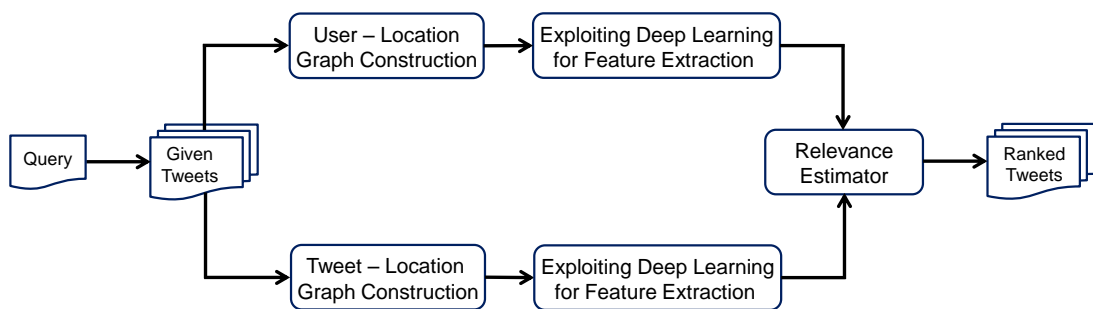 User – Location
Graph Construction
Exploiting Deep Learning
for Feature Extraction
Query
Given
Tweets
Relevance
Estimator
Ranked
Tweets
Tweet – Location
Graph Construction
Exploiting Deep Learning
for Feature Extraction